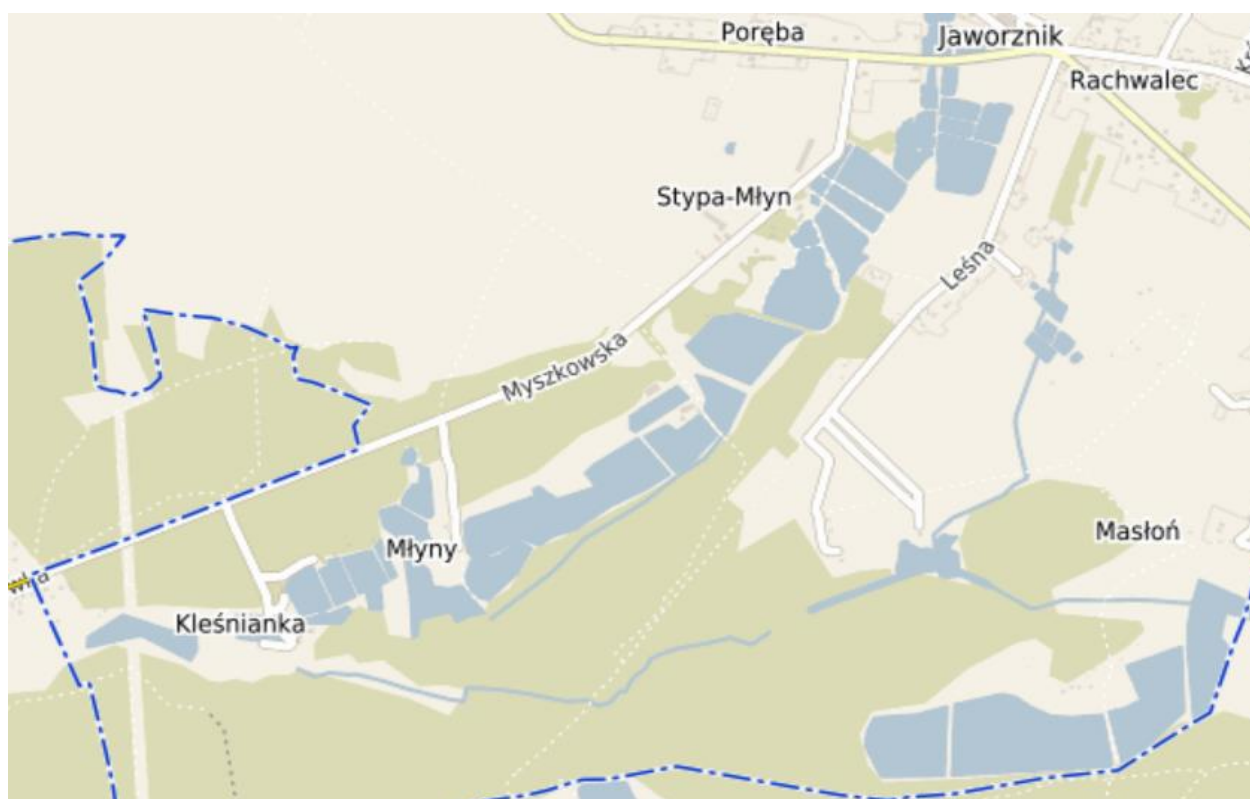 Poręba
Jaworznik
Rachwalec
Stypa-Młyn
Leśna
Myszkowska
Masłoń
Młyny
Kleśnianka